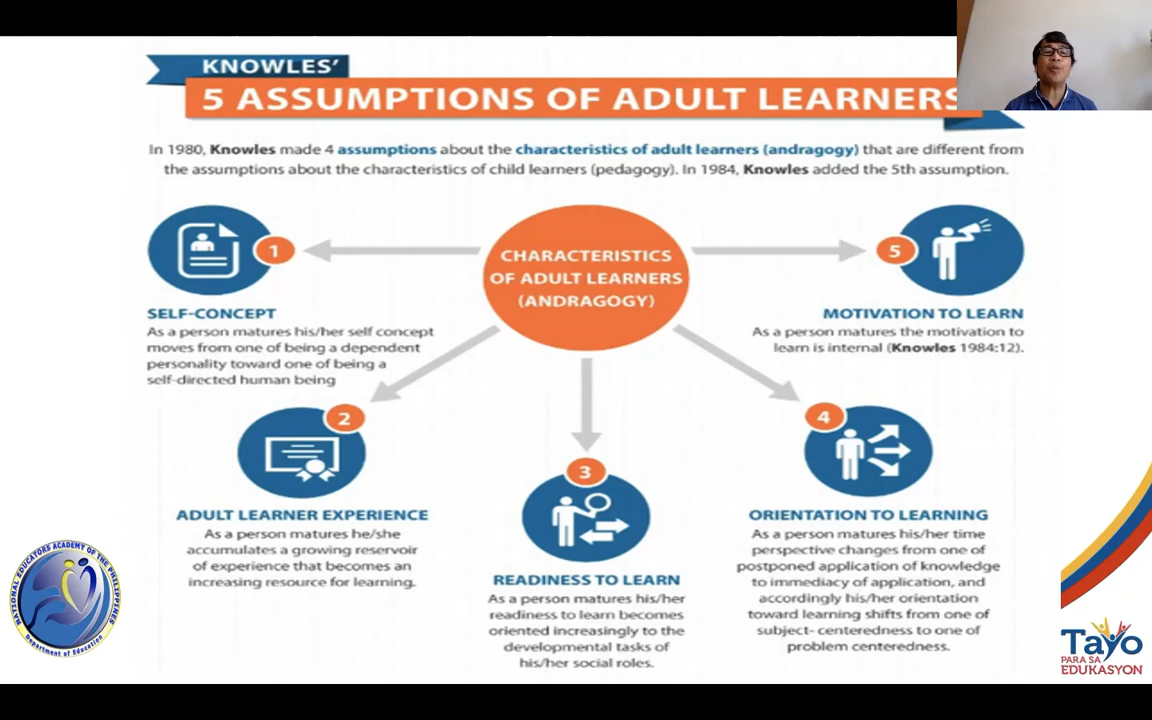 KNOWLES'
5 ASSUMPTIONS OF ADULT LEARNERS
In 1980, Knowles made 4 assumptions about the characteristics of adult learners (andragogy) that are different from
the assumptions about the characteristics of child learners (pedagogy). In 1984, Knowles added the 5th assumption.
CHARACTERISTICS
OF ADULT LEARNERS
(ANDRAGOGY)
1
SELF-CONCEPT
As a person matures his/her self concept
moves from one of being a dependent
personality toward one of being a
self-directed human being
2
ADULT LEARNER EXPERIENCE
As a person matures he/she
accumulates a growing reservoir
of experience that becomes an
increasing resource for learning.
3
READINESS TO LEARN
As a person matures his/her
readiness to learn becomes
oriented increasingly to the
developmental tasks of
his/her social roles.
4
ORIENTATION TO LEARNING
As a person matures his/her time
perspective changes from one of
postponed application of knowledge
to immediacy of application, and
accordingly his/her orientation
toward learning shifts from one of
subject- centeredness to one of
problem centeredness.
5
MOTIVATION TO LEARN
As a person matures the motivation to
learn is internal (Knowles 1984:12).
NATIONAL EDUCATORS ACADEMY OF THE PHILIPPINES
Department of Education
Tayo
PARA SA
EDUKASYON